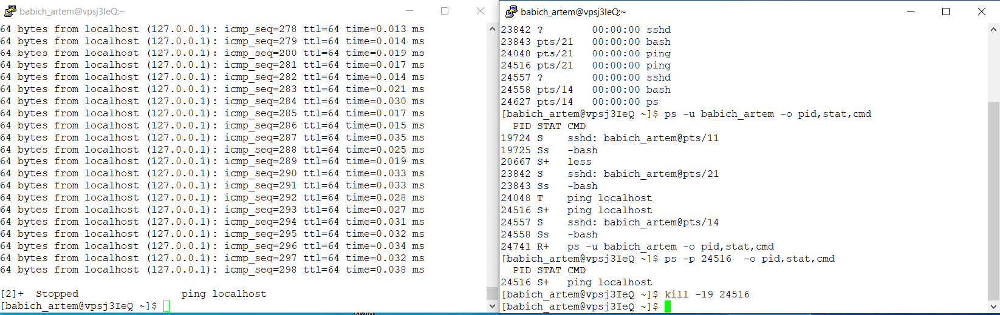 babich_artem@vpsj3IeQ:~
64 bytes from localhost (127.0.0.1): icmp_seq=278 ttl=64 time=0.013 ms
64 bytes from localhost (127.0.0.1): icmp_seq=279 ttl=64 time=0.014 ms
64 bytes from localhost (127.0.0.1): icmp_seq=280 ttl=64 time=0.019 ms
64 bytes from localhost (127.0.0.1): icmp_seq=281 ttl=64 time=0.017 ms
64 bytes from localhost (127.0.0.1): icmp_seq=282 ttl=64 time=0.014 ms
64 bytes from localhost (127.0.0.1): icmp_seq=283 ttl=64 time=0.021 ms
64 bytes from localhost (127.0.0.1): icmp_seq=284 ttl=64 time=0.030 ms
64 bytes from localhost (127.0.0.1): icmp_seq=285 ttl=64 time=0.017 ms
64 bytes from localhost (127.0.0.1): icmp_seq=286 ttl=64 time=0.015 ms
64 bytes from localhost (127.0.0.1): icmp_seq=287 ttl=64 time=0.035 ms
64 bytes from localhost (127.0.0.1): icmp_seq=288 ttl=64 time=0.025 ms
64 bytes from localhost (127.0.0.1): icmp_seq=289 ttl=64 time=0.019 ms
64 bytes from localhost (127.0.0.1): icmp_seq=290 ttl=64 time=0.033 ms
64 bytes from localhost (127.0.0.1): icmp_seq=291 ttl=64 time=0.033 ms
64 bytes from localhost (127.0.0.1): icmp_seq=292 ttl=64 time=0.028 ms
64 bytes from localhost (127.0.0.1): icmp_seq=293 ttl=64 time=0.027 ms
64 bytes from localhost (127.0.0.1): icmp_seq=294 ttl=64 time=0.031 ms
64 bytes from localhost (127.0.0.1): icmp_seq=295 ttl=64 time=0.032 ms
64 bytes from localhost (127.0.0.1): icmp_seq=296 ttl=64 time=0.034 ms
64 bytes from localhost (127.0.0.1): icmp_seq=297 ttl=64 time=0.032 ms
64 bytes from localhost (127.0.0.1): icmp_seq=298 ttl=64 time=0.038 ms
[2]+  Stopped                 ping localhost
[babich_artem@vpsj3IeQ ~]$
babich_artem@vpsj3IeQ:~
23842 ?        00:00:00 sshd
23843 pts/21   00:00:00 bash
24048 pts/21   00:00:00 ping
24516 pts/21   00:00:00 ping
24557 ?        00:00:00 sshd
24558 pts/14   00:00:00 bash
24627 pts/14   00:00:00 ps
[babich_artem@vpsj3IeQ ~]$ ps -u babich_artem -o pid,stat,cmd
  PID STAT CMD
19724 S    sshd: babich_artem@pts/11
19725 Ss   -bash
20667 S+   less
23842 S    sshd: babich_artem@pts/21
23843 Ss   -bash
24048 T    ping localhost
24516 S+   ping localhost
24557 S    sshd: babich_artem@pts/14
24558 Ss   -bash
24741 R+   ps -u babich_artem -o pid,stat,cmd
[babich_artem@vpsj3IeQ ~]$ ps -p 24516  -o pid,stat,cmd
  PID STAT CMD
24516 S+   ping localhost
[babich_artem@vpsj3IeQ ~]$ kill -19 24516
[babich_artem@vpsj3IeQ ~]$